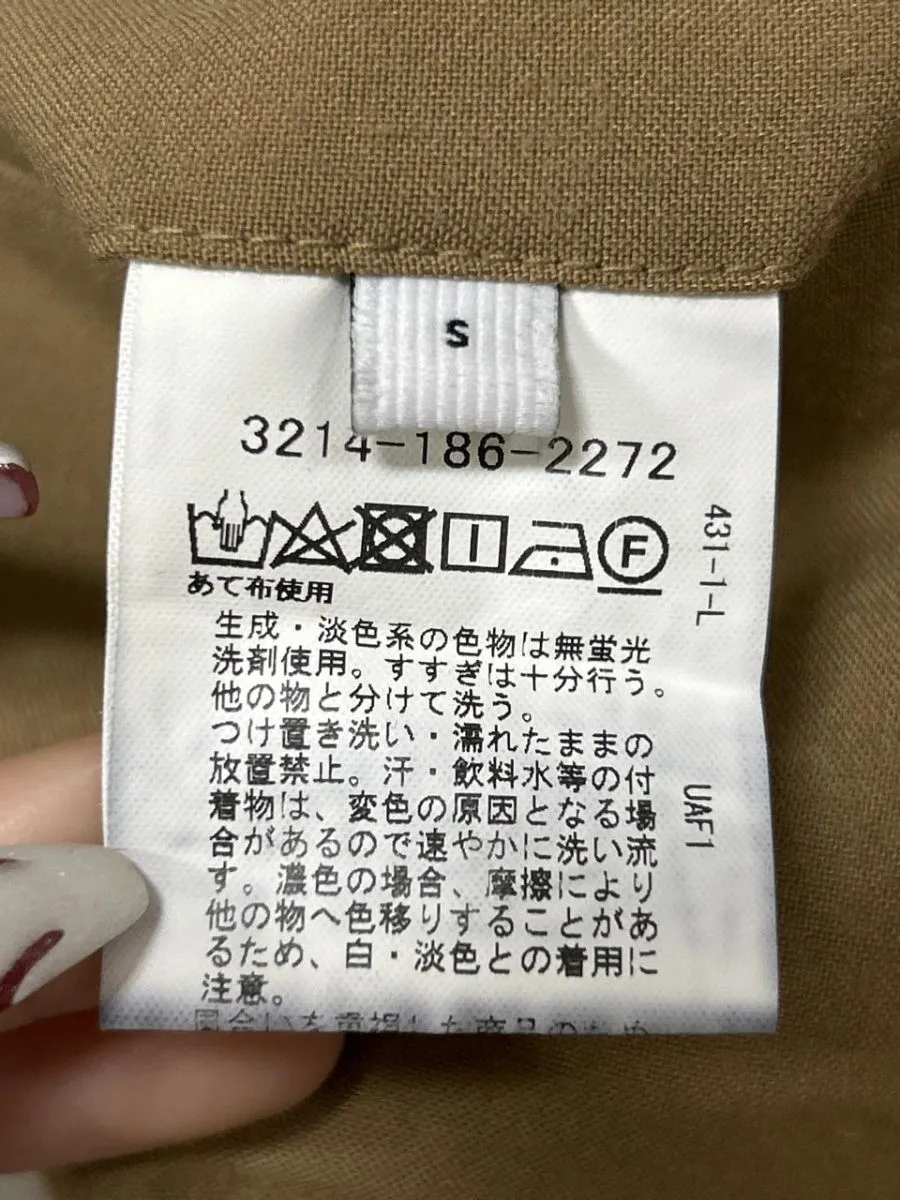 S
3214-186-2272
F
あて布使用
生成・淡色系の色物は無蛍光
洗剤使用。すすぎは十分行う。
他の物と分けて洗う。
つけ置き洗い・濡れたままの
放置禁止。汗・飲料水等の付
着物は、変色の原因となる場
合があるので速やかに洗い流
す。濃色の場合、摩擦により
他の物へ色移りすることがあ
るため、白・淡色との着用に
注意。
431-1-L
UAF1